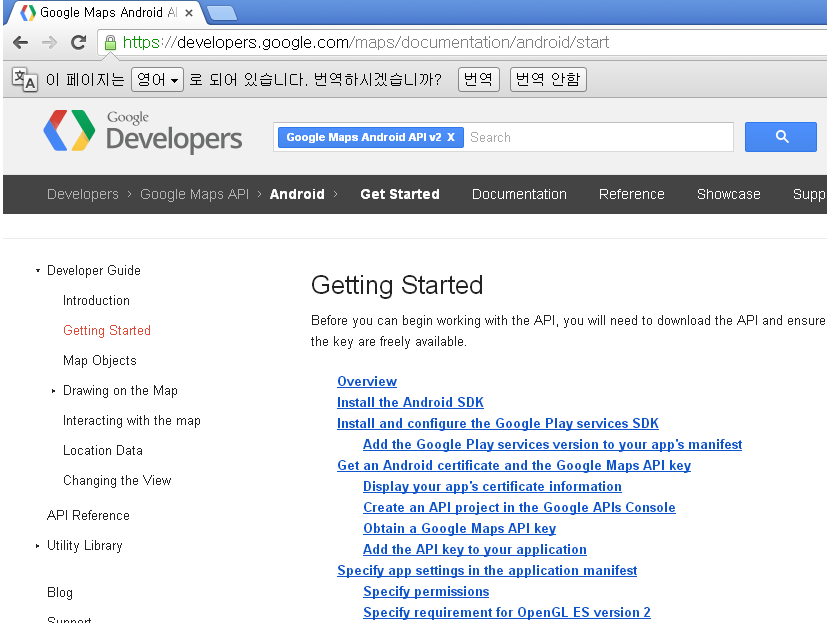 Google Maps Android AI
https://developers.google.com/maps/documentation/android/start
이 페이지는 영어 로 되어 있습니다. 번역하시겠습니까? 번역 번역 안함
Google
Developers
Google Maps Android API v2 X Search
Developers > Google Maps API > Android > Get Started Documentation Reference Showcase Supp
Developer Guide
Introduction
Getting Started
Map Objects
Drawing on the Map
Interacting with the map
Location Data
Changing the View
API Reference
Utility Library
Blog
Support
Getting Started
Before you can begin working with the API, you will need to download the API and ensure
the key are freely available.
Overview
Install the Android SDK
Install and configure the Google Play services SDK
Add the Google Play services version to your app's manifest
Get an Android certificate and the Google Maps API key
Display your app's certificate information
Create an API project in the Google APIs Console
Obtain a Google Maps API key
Add the API key to your application
Specify app settings in the application manifest
Specify permissions
Specify requirement for OpenGL ES version 2